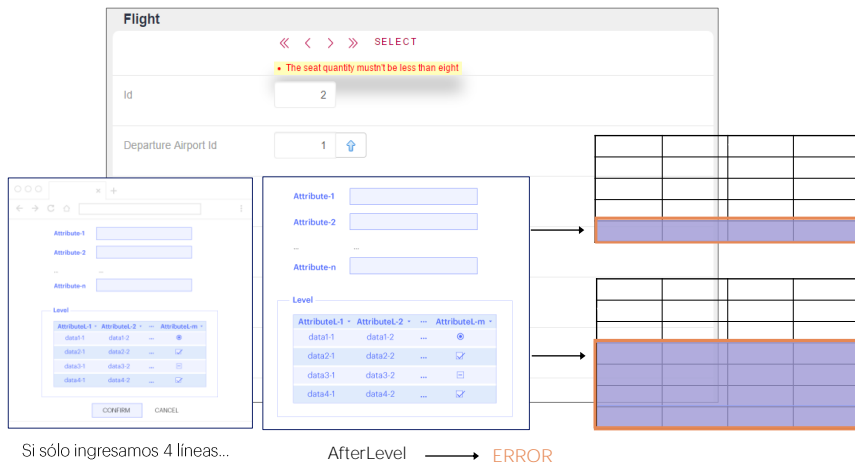 Flight
SELECT
• The seat quantity mustn't be less than eight
Id 2
Departure Airport Id 1
Attribute-1
Attribute-2
... ...
Attribute-n
Level
AttributeL-1 AttributeL-2 ... AttributeL-m
data1-1 data1-2 ...
data2-1 data2-2 ...
data3-1 data3-2 ...
data4-1 data4-2 ...
CONFIRM CANCEL
Attribute-1
Attribute-2
... ...
Attribute-n
Level
AttributeL-1 AttributeL-2 ... AttributeL-m
data1-1 data1-2 ...
data2-1 data2-2 ...
data3-1 data3-2 ...
data4-1 data4-2 ...
Si sólo ingresamos 4 líneas...
AfterLevel ERROR